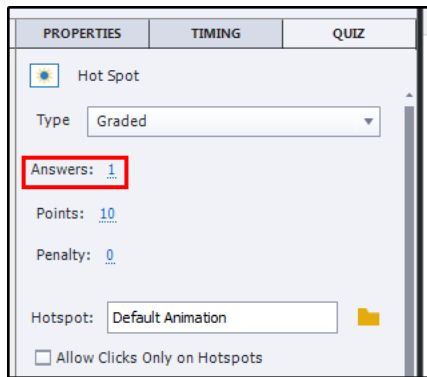 PROPERTIES TIMING QUIZ
Hot Spot
Type Graded
Answers: 1
Points: 10
Penalty: 0
Hotspot: Default Animation
Allow Clicks Only on Hotspots